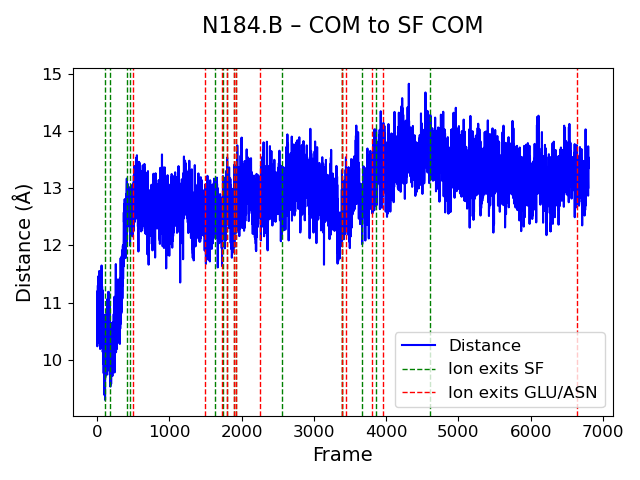 N184.B – COM to SF COM
15
14
13
12
11
10
Distance (Å)
Distance
Ion exits SF
Ion exits GLU/ASN
0 1000 2000 3000 4000 5000 6000 7000
Frame